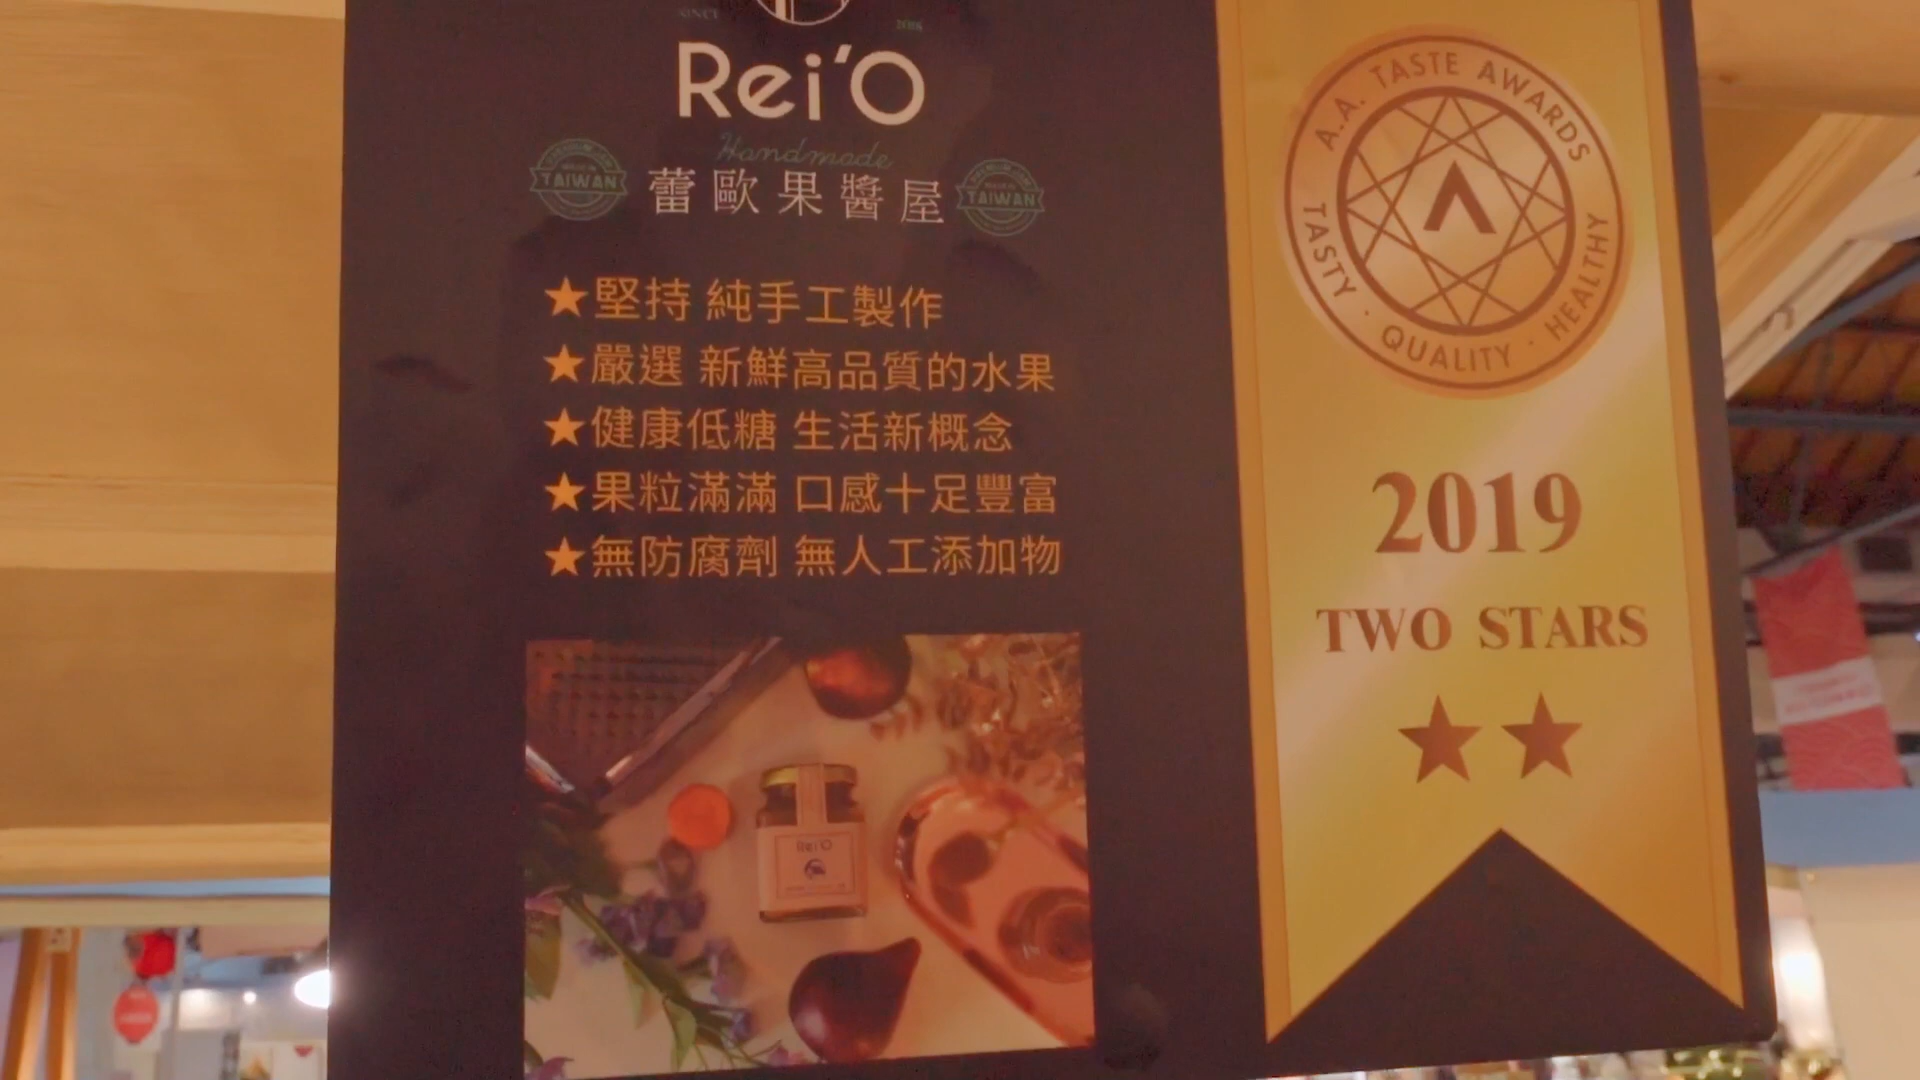 SINCE 2018
Rei'O
Handmade
蕾歐果醬屋
TAIWAN
TAIWAN
★堅持 純手工製作
★嚴選 新鮮高品質的水果
★健康低糖 生活新概念
★果粒滿滿 口感十足豐富
★無防腐劑 無人工添加物
Rei'O
A.A. TASTE AWARDS
TASTY · QUALITY · HEALTHY
2019
TWO STARS